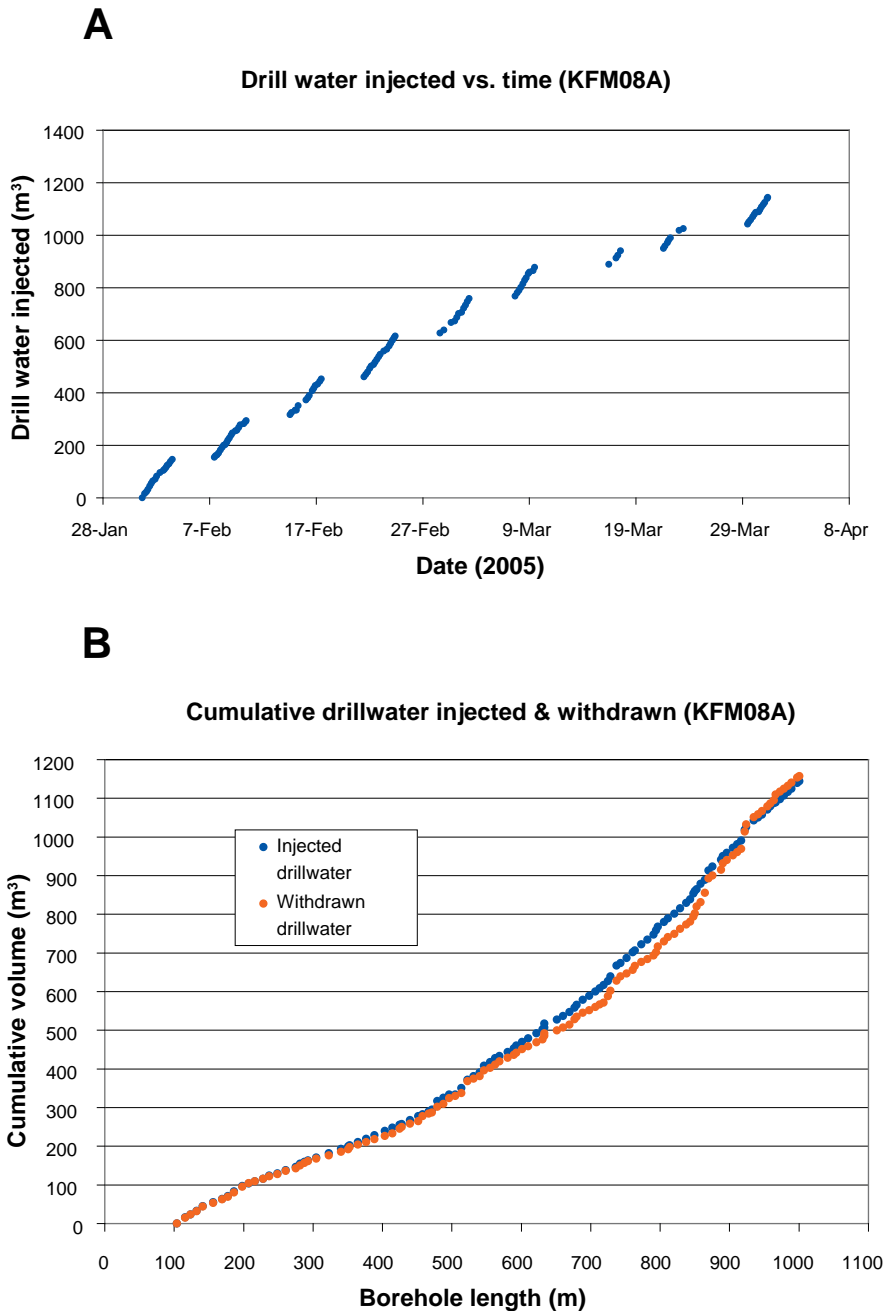 A
Drill water injected vs. time (KFM08A)
Drill water injected (m³)
1400
1200
1000
800
600
400
200
0
28-Jan 7-Feb 17-Feb 27-Feb 9-Mar 19-Mar 29-Mar 8-Apr
Date (2005)
B
Cumulative drillwater injected & withdrawn (KFM08A)
Cumulative volume (m³)
1200
1100
1000
900
800
700
600
500
400
300
200
100
0
Injected
drillwater
Withdrawn
drillwater
0 100 200 300 400 500 600 700 800 900 1000 1100
Borehole length (m)